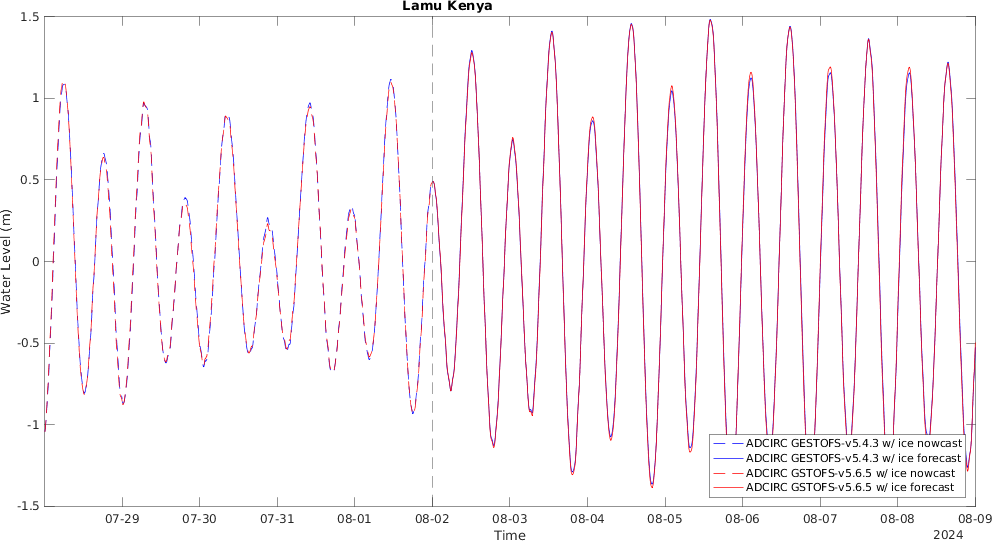 Lamu Kenya
1.5
1
0.5
0
-0.5
-1
-1.5
Water Level (m)
ADCIRC GESTOFS-v5.4.3 w/ ice nowcast
ADCIRC GESTOFS-v5.4.3 w/ ice forecast
ADCIRC GSTOFS-v5.6.5 w/ ice nowcast
ADCIRC GSTOFS-v5.6.5 w/ ice forecast
07-29 07-30 07-31 08-01 08-02 08-03 08-04 08-05 08-06 08-07 08-08 08-09
Time
2024